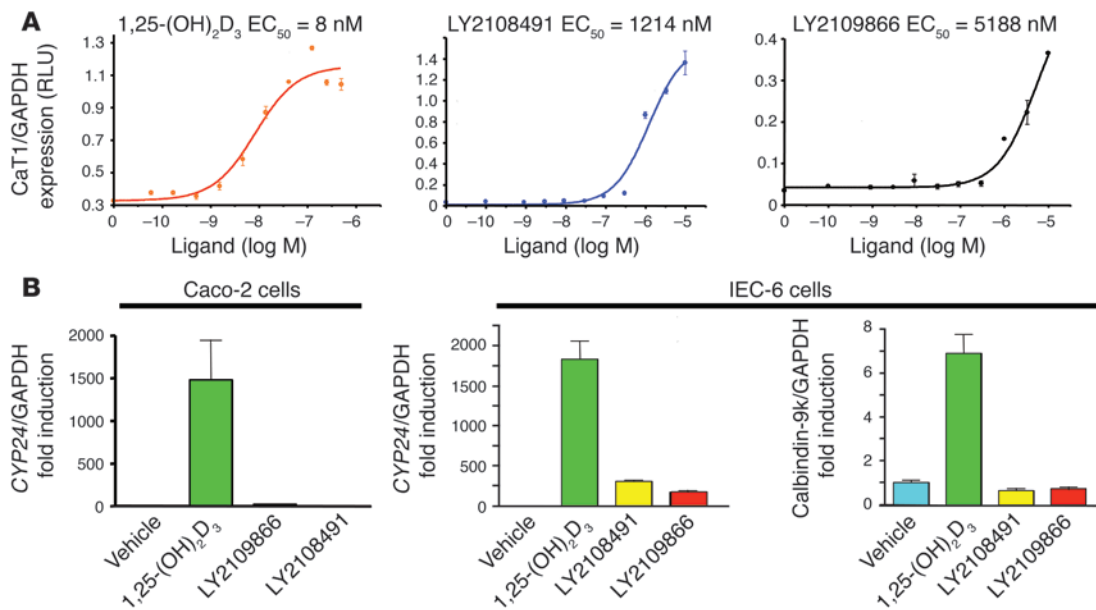 A
1,25-(OH)2D3 EC50 = 8 nM
LY2108491 EC50 = 1214 nM
LY2109866 EC50 = 5188 nM
CaT1/GAPDH
expression (RLU)
1.3
1.1
0.9
0.7
0.5
0.3
0 –10 –9 –8 –7 –6 –5
Ligand (log M)
1.4
1.2
1.0
0.8
0.6
0.4
0.2
0
0 –10 –9 –8 –7 –6 –5
Ligand (log M)
0.4
0.3
0.2
0.1
0
0 –10 –9 –8 –7 –6 –5
Ligand (log M)
B
Caco-2 cells
IEC-6 cells
CYP24/GAPDH
fold induction
2000
1500
1000
500
0
Vehicle
1,25-(OH)2D3
LY2109866
LY2108491
CYP24/GAPDH
fold induction
2000
1500
1000
500
0
Vehicle
1,25-(OH)2D3
LY2108491
LY2109866
Calbindin-9k/GAPDH
fold induction
8
6
4
2
0
Vehicle
1,25-(OH)2D3
LY2108491
LY2109866